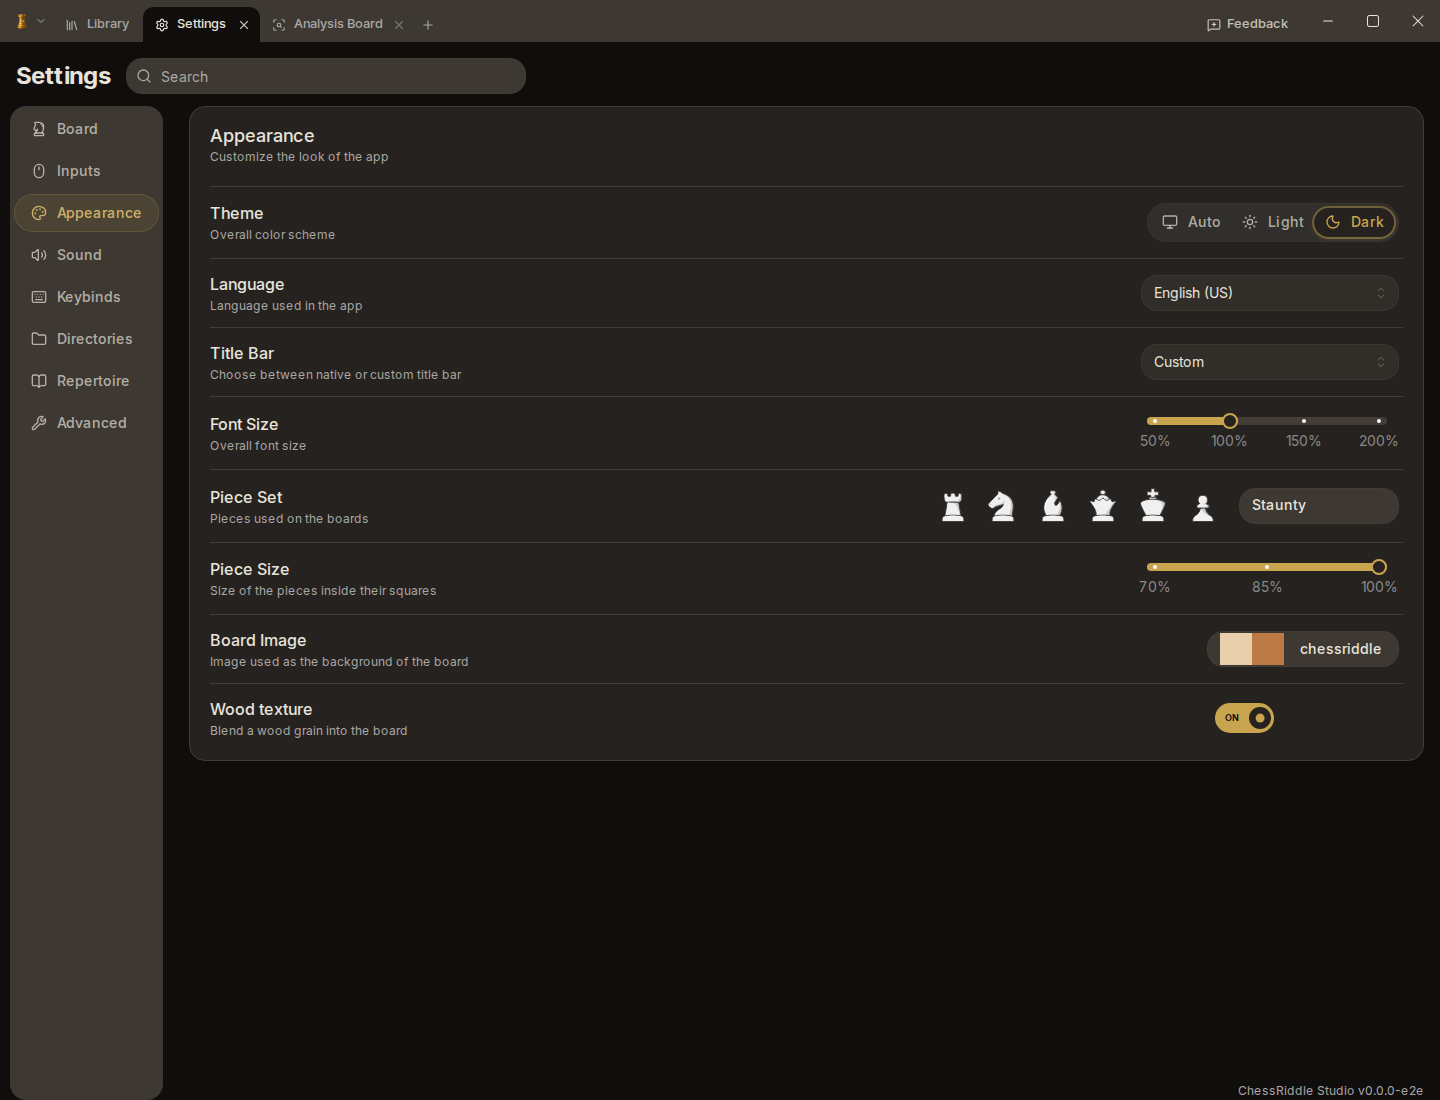 Library
Settings
Analysis Board
Feedback
Settings
Search
Board
Inputs
Appearance
Sound
Keybinds
Directories
Repertoire
Advanced
Appearance
Customize the look of the app
Theme
Overall color scheme
Auto
Light
Dark
Language
Language used in the app
English (US)
Title Bar
Choose between native or custom title bar
Custom
Font Size
Overall font size
50%
100%
150%
200%
Piece Set
Pieces used on the boards
Staunty
Piece Size
Size of the pieces inside their squares
70%
85%
100%
Board Image
Image used as the background of the board
chessriddle
Wood texture
Blend a wood grain into the board
ON
ChessRiddle Studio v0.0.0-e2e